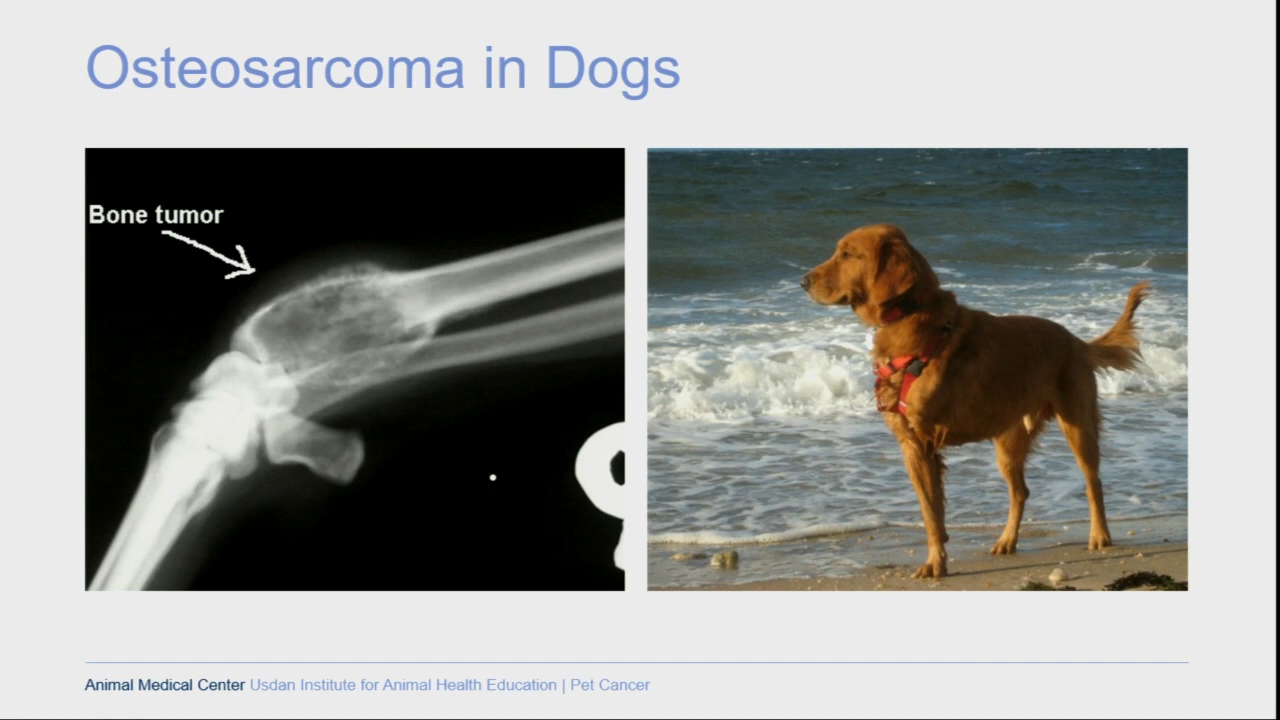 Osteosarcoma in Dogs
Bone tumor
Animal Medical Center Usdan Institute for Animal Health Education | Pet Cancer